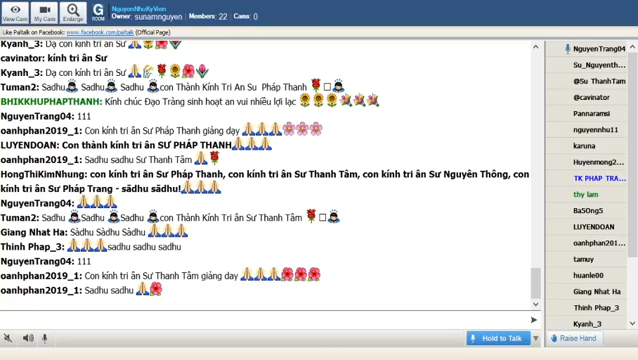 NguyenNhuKyVien
Owner: sunamnguyen | Members: 22 | Cams: 0
View Cam
My Cam
Enlarge
G
ROOM
Like Paltalk on Facebook: www.facebook.com/paltalk (Official Page)
Kyanh_3: Dạ con kính tri ân Sư
cavinator: kính tri ân Sư
Kyanh_3: Dạ con kính tri ân Sư
Tuman2: Sadhu Sadhu Sadhu con Thành Kính Tri An Su Pháp Thanh
BHIKKHUPHAPTHANH: Kính chúc Đạo Tràng sinh hoạt an vui nhiều lợi lạc
NguyenTrang04: 111
oanhphan2019_1: Con kính tri ân Sư Pháp Thanh giảng dạy
LUYENDOAN: Con thành kính tri ân SƯ PHÁP THANH
oanhphan2019_1: Sadhu sadhu Sư Thanh Tâm
HongThiKimNhung: con kính tri ân Sư Pháp Thanh, con kính tri ân Sư Thanh Tâm, con kính tri ân Sư Nguyên Thông, con
kính tri ân Sư Pháp Trang - sādhu sādhu!
NguyenTrang04:
Tuman2: Sadhu Sadhu Sadhu con Thành Kính Tri ân Sư Thanh Tâm
Giang Nhat Ha: Sàdhu Sàdhu Sàdhu
Thinh Phap_3: sadhu sadhu sadhu
NguyenTrang04: 111
oanhphan2019_1: Con kính tri ân Sư Thanh Tâm giảng day
oanhphan2019_1: Sadhu sadhu
NguyenTrang04
Su_Nguyenthh...
@Su ThanhTam
@cavinator
Pannaramsi
nguyennhu11
karuna
Huyenmong2...
TK PHAP TRA...
thy lam
Ba5Ong5
LUYENDOAN
oanhphan201...
tamuy
huanle00
Giang Nhat Ha
Thinh Phap_3
Kyanh_3
Hold to Talk
Raise Hand